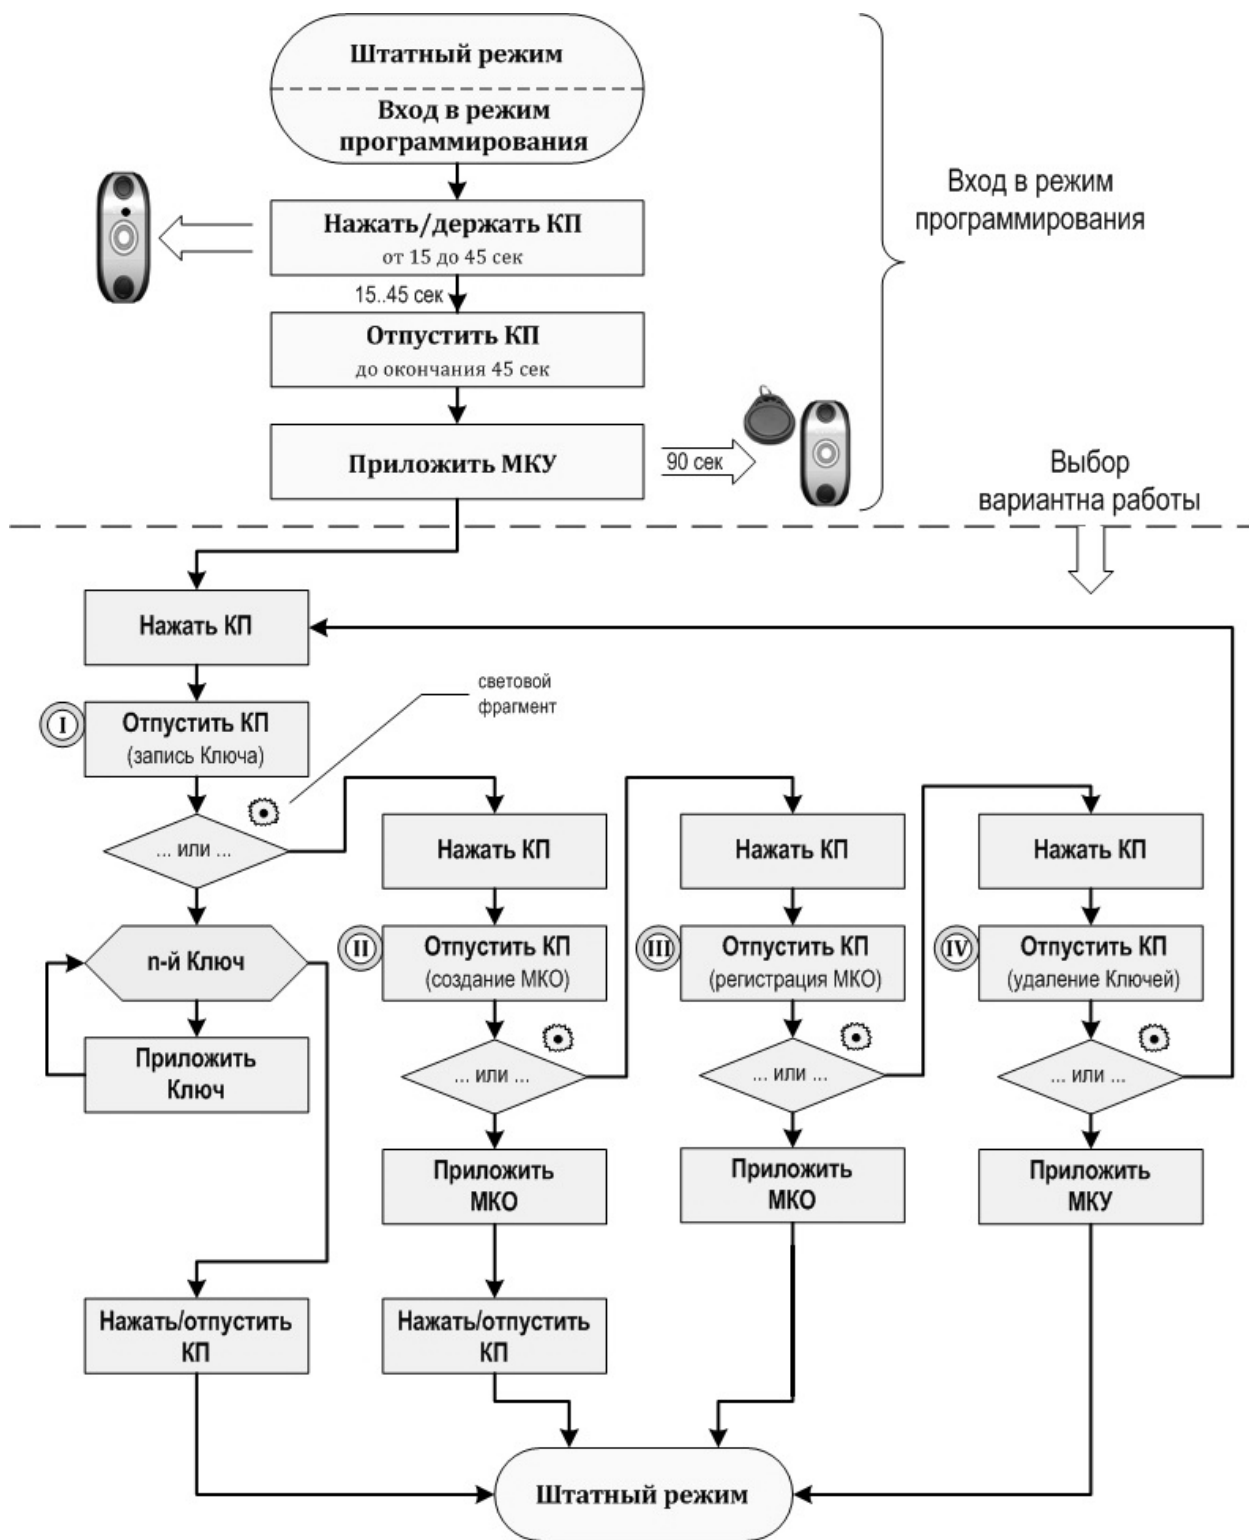 Штатный режим
Вход в режим
программирования
Нажать/держать КП
от 15 до 45 сек
15..45 сек
Отпустить КП
до окончания 45 сек
Приложить МКУ
90 сек
Вход в режим
программирования
Выбор
вариантна работы
Нажать КП
I
Отпустить КП
(запись Ключа)
световой
фрагмент
... или ...
n-й Ключ
Приложить
Ключ
Нажать/отпустить
КП
Нажать КП
II
Отпустить КП
(создание МКО)
... или ...
Приложить
МКО
Нажать/отпустить
КП
Нажать КП
III
Отпустить КП
(регистрация МКО)
... или ...
Приложить
МКО
Нажать КП
IV
Отпустить КП
(удаление Ключей)
... или ...
Приложить
МКУ
Штатный режим